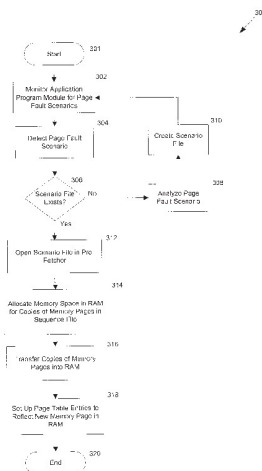 30
Start
301
302
Monitor Application
Program Module for Page
Fault Scenarios
304
Detect Page Fault
Scenario
306
Scenario File
Exists?
No
Yes
310
Create Scenario
File
308
Analyze Page
Fault Scenario
312
Open Scenario File in Pre
Fetcher
314
Allocate Memory Space in RAM
for Copies of Memory Pages in
Sequence File
316
Transfer Copies of Memory
Pages into RAM
318
Set Up Page Table Entries to
Reflect New Memory Page in
RAM
320
End